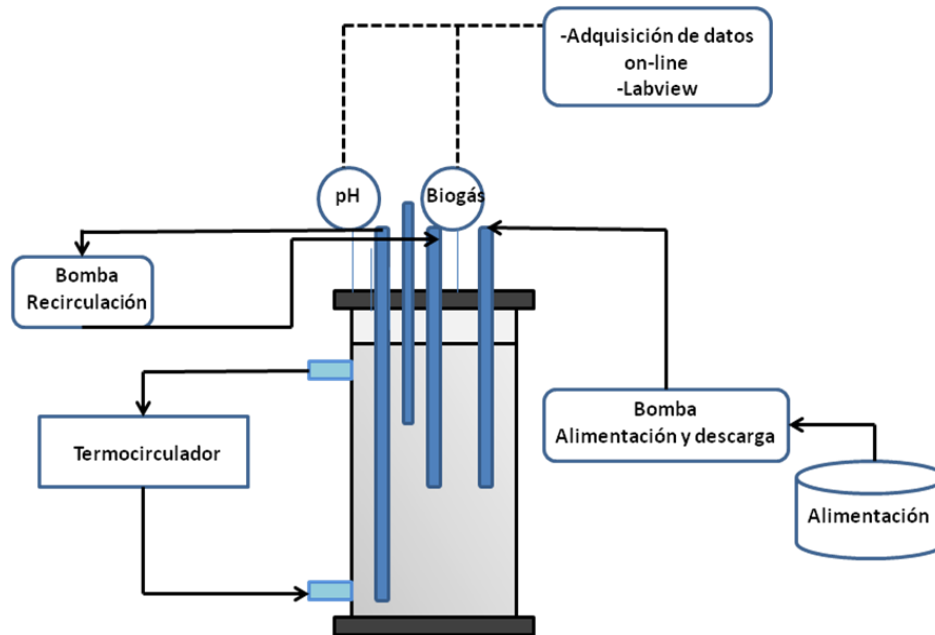 -Adquisición de datos
on-line
-Labview
pH
Biogás
Bomba
Recirculación
Termocirculador
Bomba
Alimentación y descarga
Alimentación